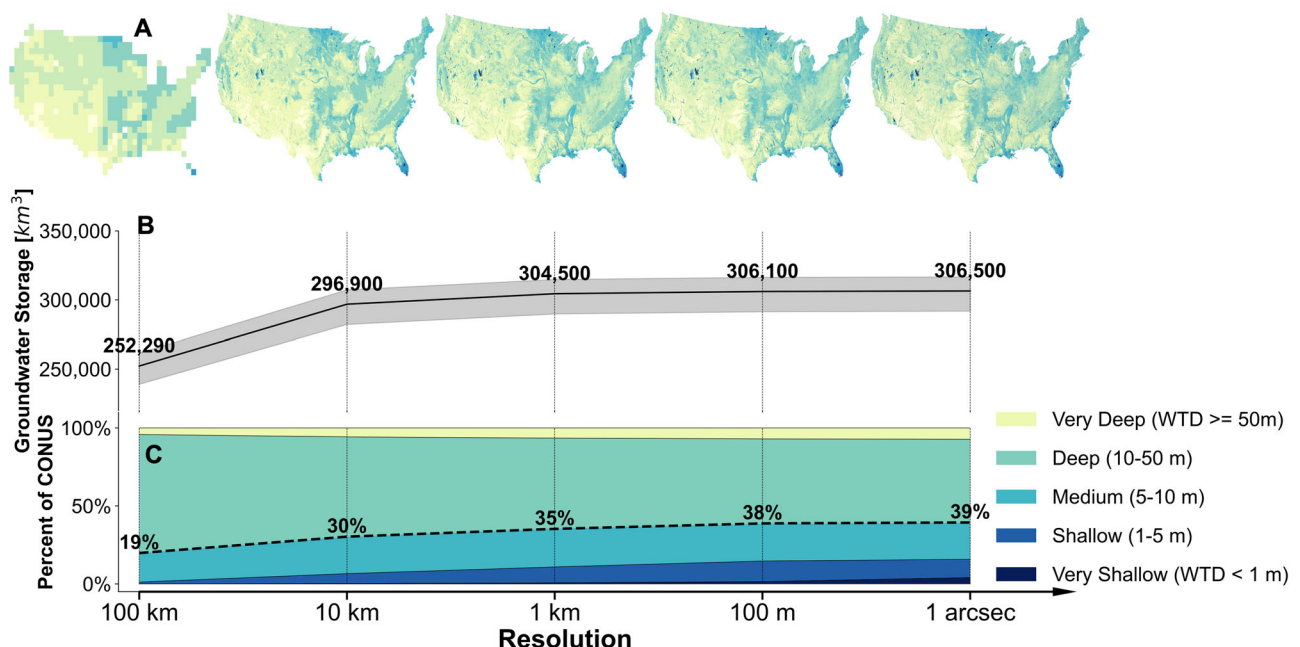 A
B
Groundwater Storage [km³]
350,000
300,000
250,000
252,290
296,900
304,500
306,100
306,500
C
Percent of CONUS
100%
50%
0%
19%
30%
35%
38%
39%
Very Deep (WTD >= 50m)
Deep (10-50 m)
Medium (5-10 m)
Shallow (1-5 m)
Very Shallow (WTD < 1 m)
100 km
10 km
1 km
100 m
1 arcsec
Resolution